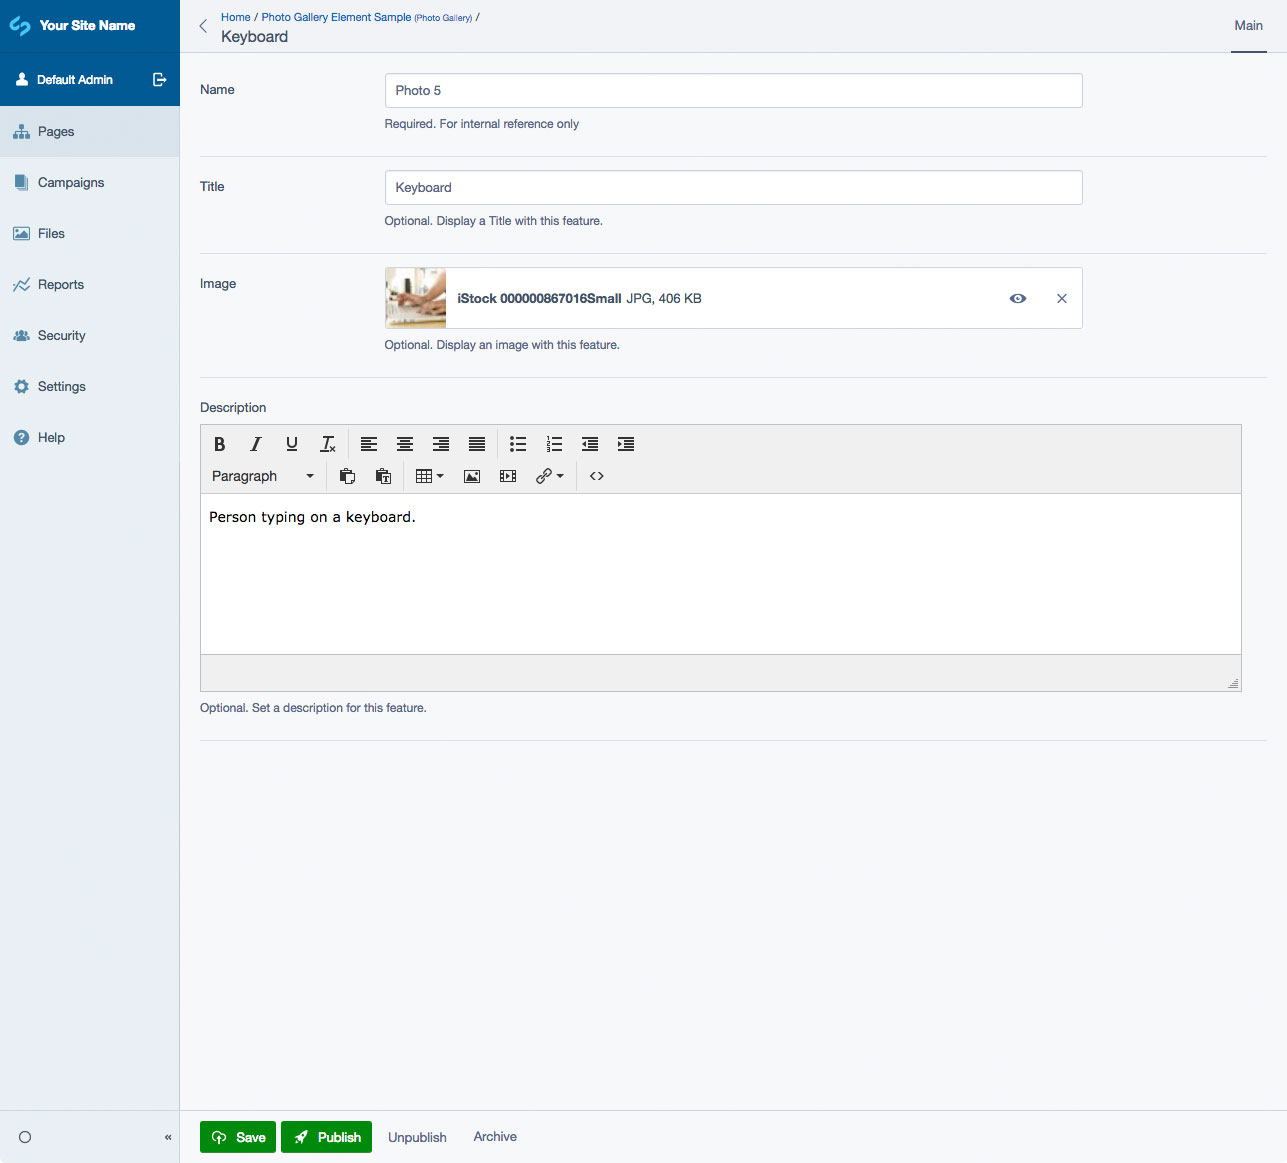 Your Site Name
Default Admin
Pages
Campaigns
Files
Reports
Security
Settings
Help
«
Home / Photo Gallery Element Sample (Photo Gallery) /
Keyboard
Main
Name
Photo 5
Required. For internal reference only
Title
Keyboard
Optional. Display a Title with this feature.
Image
iStock 000000867016Small JPG, 406 KB
Optional. Display an image with this feature.
Description
Paragraph
Person typing on a keyboard.
Optional. Set a description for this feature.
Save Publish Unpublish Archive